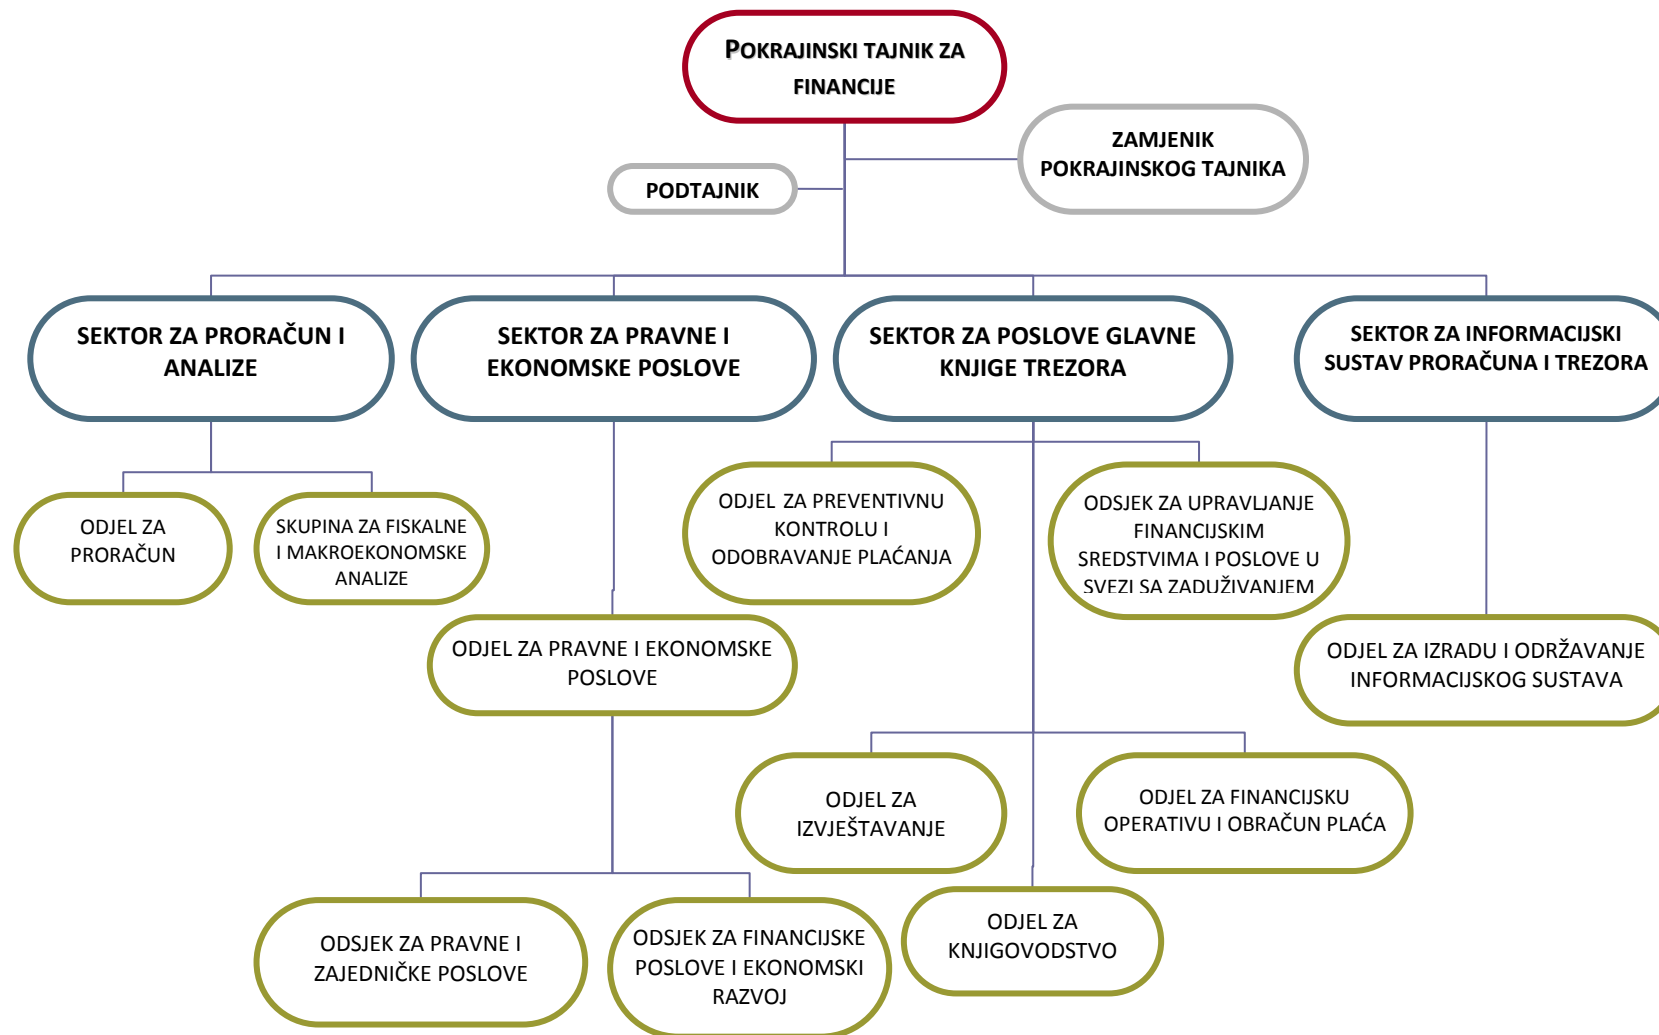 POKRAJINSKI TAJNIK ZA
FINANCIJE
ZAMJENIK
POKRAJINSKOG TAJNIKA
PODTAJNIK
SEKTOR ZA PRORAČUN I
ANALIZE
SEKTOR ZA PRAVNE I
EKONOMSKE POSLOVE
SEKTOR ZA POSLOVE GLAVNE
KNJIGE TREZORA
SEKTOR ZA INFORMACIJSKI
SUSTAV PRORAČUNA I TREZORA
ODJEL ZA
PRORAČUN
SKUPINA ZA FISKALNE
I MAKROEKONOMSKE
ANALIZE
ODJEL ZA PREVENTIVNU
KONTROLU I
ODOBRAVANJE PLAĆANJA
ODSJEK ZA UPRAVLJANJE
FINANCIJSKIM
SREDSTVIMA I POSLOVE U
SVEZI SA ZADUŽIVANJEM
ODJEL ZA PRAVNE I EKONOMSKE
POSLOVE
ODJEL ZA IZRADU I ODRŽAVANJE
INFORMACIJSKOG SUSTAVA
ODJEL ZA
IZVJEŠTAVANJE
ODJEL ZA FINANCIJSKU
OPERATIVU I OBRAČUN PLAĆA
ODSJEK ZA PRAVNE I
ZAJEDNIČKE POSLOVE
ODSJEK ZA FINANCIJSKE
POSLOVE I EKONOMSKI
RAZVOJ
ODJEL ZA
KNJIGOVODSTVO